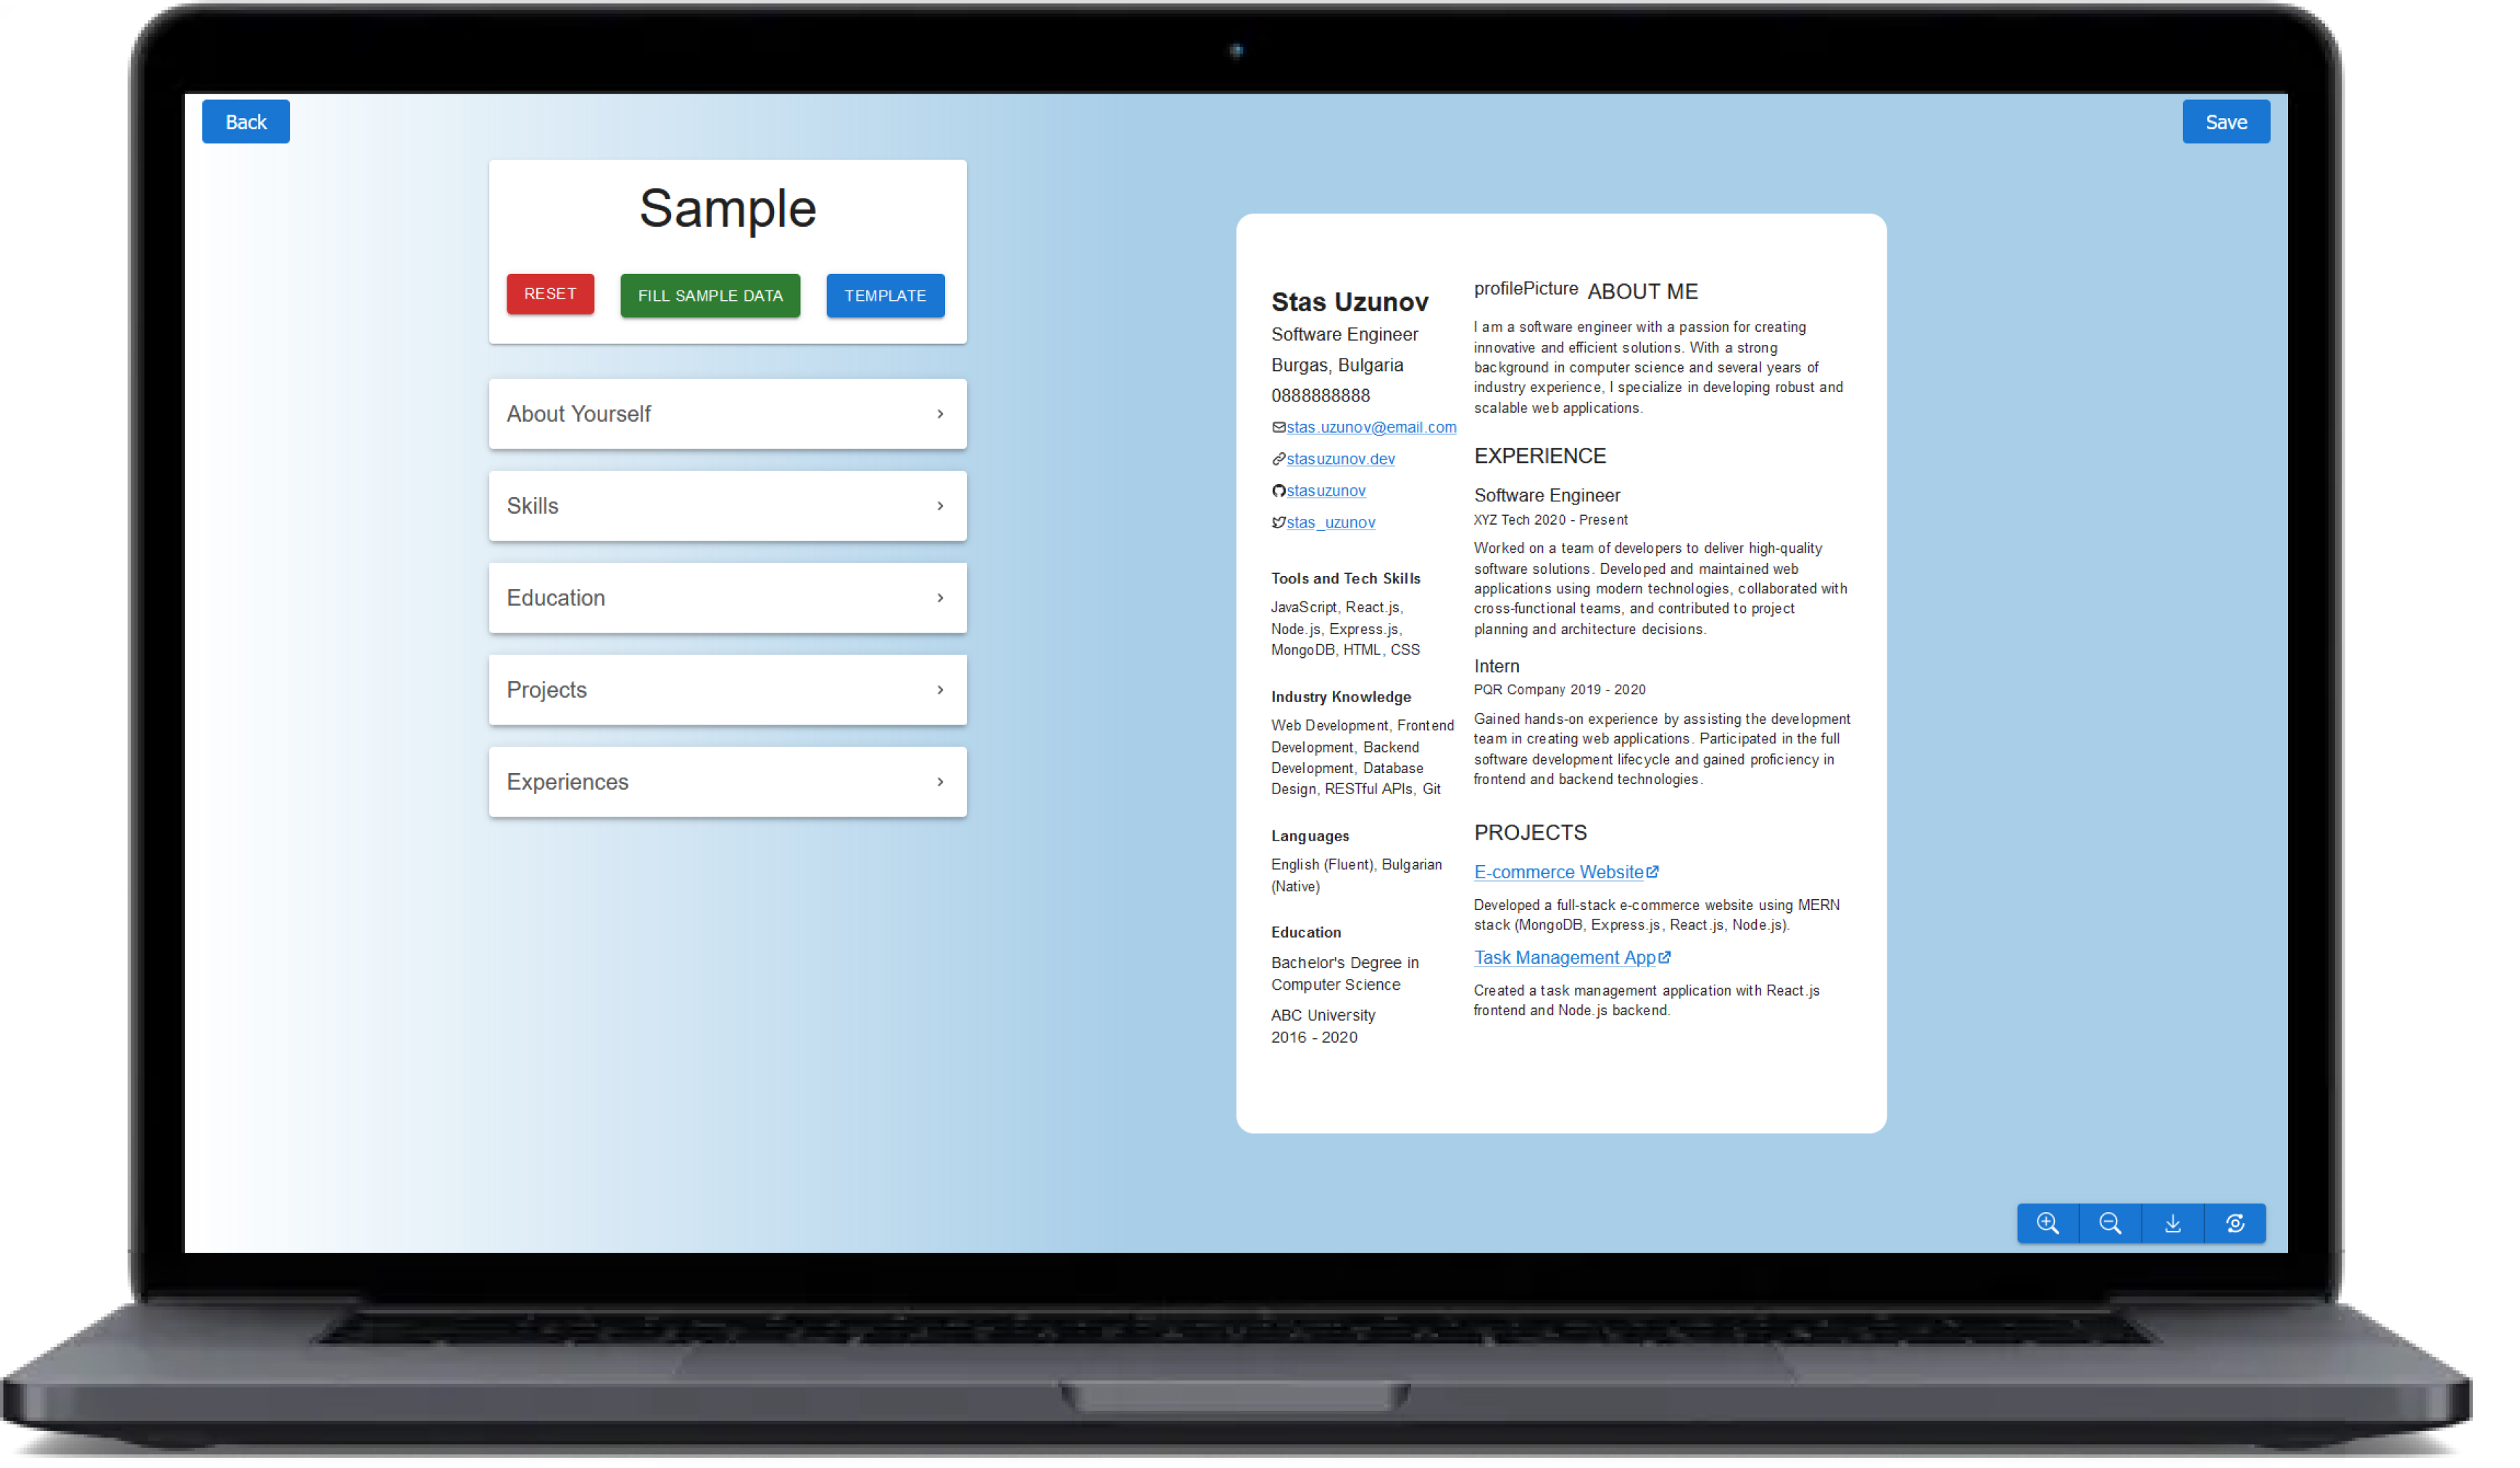 Back
Save
Sample
RESET
FILL SAMPLE DATA
TEMPLATE
About Yourself
Skills
Education
Projects
Experiences
Stas Uzunov
Software Engineer
Burgas, Bulgaria
0888888888
stas.uzunov@email.com
stasuzunov.dev
stasuzunov
stas_uzunov
Tools and Tech Skills
JavaScript, React.js,
Node.js, Express.js,
MongoDB, HTML, CSS
Industry Knowledge
Web Development, Frontend
Development, Backend
Development, Database
Design, RESTful APIs, Git
Languages
English (Fluent), Bulgarian
(Native)
Education
Bachelor's Degree in
Computer Science
ABC University
2016 - 2020
profilePicture ABOUT ME
I am a software engineer with a passion for creating
innovative and efficient solutions. With a strong
background in computer science and several years of
industry experience, I specialize in developing robust and
scalable web applications.
EXPERIENCE
Software Engineer
XYZ Tech 2020 - Present
Worked on a team of developers to deliver high-quality
software solutions. Developed and maintained web
applications using modern technologies, collaborated with
cross-functional teams, and contributed to project
planning and architecture decisions.
Intern
PQR Company 2019 - 2020
Gained hands-on experience by assisting the development
team in creating web applications. Participated in the full
software development lifecycle and gained proficiency in
frontend and backend technologies.
PROJECTS
E-commerce Website
Developed a full-stack e-commerce website using MERN
stack (MongoDB, Express.js, React.js, Node.js).
Task Management App
Created a task management application with React.js
frontend and Node.js backend.